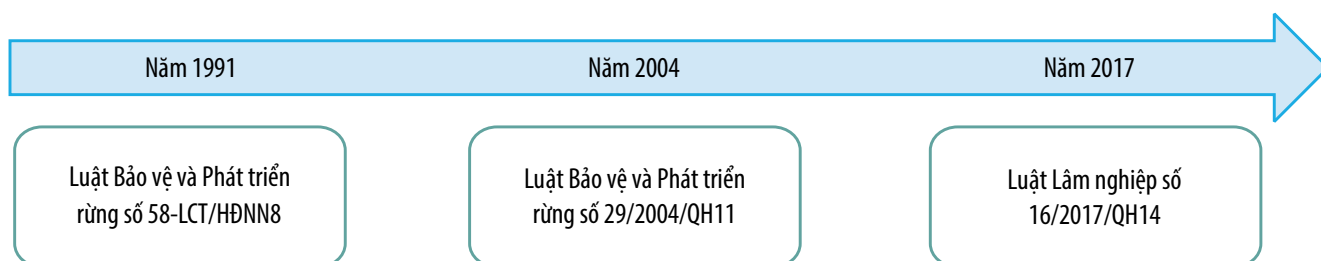 Năm 1991
Năm 2004
Năm 2017
Luật Bảo vệ và Phát triển
rừng số 58-LCT/HĐNN8
Luật Bảo vệ và Phát triển
rừng số 29/2004/QH11
Luật Lâm nghiệp số
16/2017/QH14